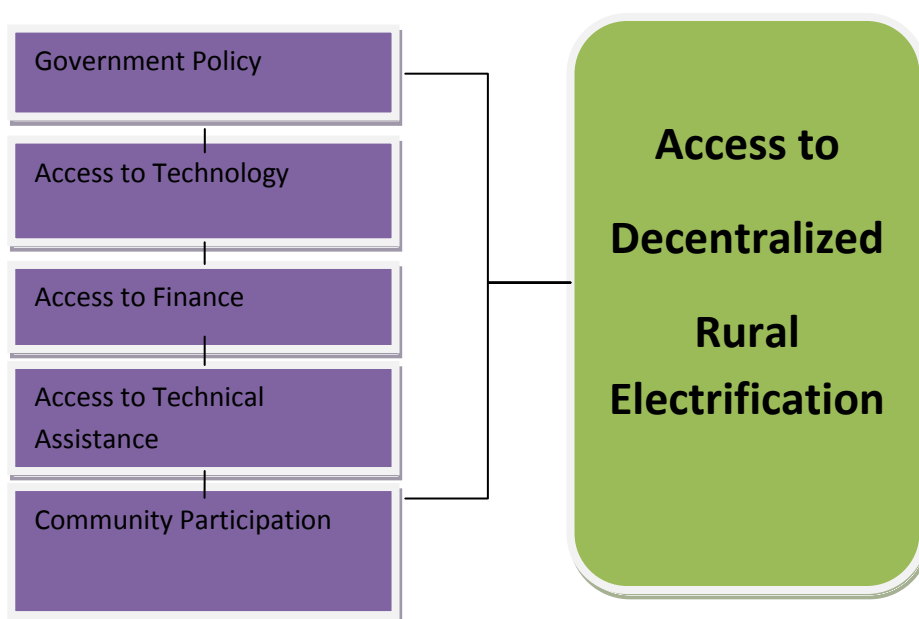 Government Policy
Access to Technology
Access to Finance
Access to Technical
Assistance
Community Participation
Access to
Decentralized
Rural
Electrification